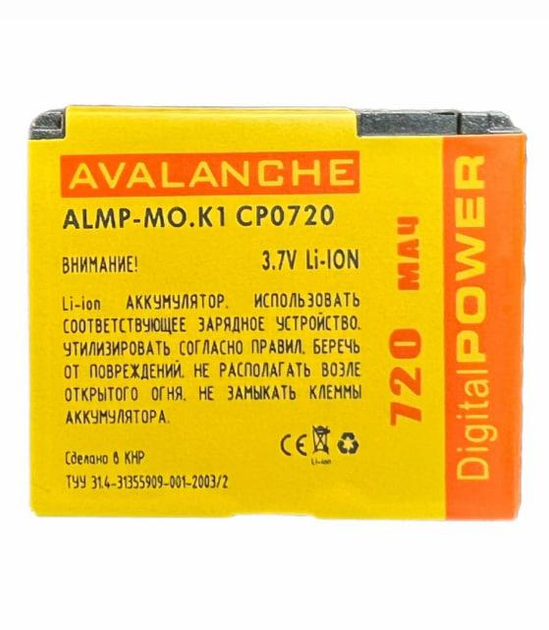 AVALANCHE
ALMP-MO.K1 CP0720
ВНИМАНИЕ! 3.7V Li-ION
Li-ion АККУМУЛЯТОР. ИСПОЛЬЗОВАТЬ
СООТВЕТСТВУЮЩЕЕ ЗАРЯДНОЕ УСТРОЙСТВО.
УТИЛИЗИРОВАТЬ СОГЛАСНО ПРАВИЛ. БЕРЕЧЬ
ОТ ПОВРЕЖДЕНИЙ. НЕ РАСПОЛАГАТЬ ВОЗЛЕ
ОТКРЫТОГО ОГНЯ. НЕ ЗАМЫКАТЬ КЛЕММЫ
АККУМУЛЯТОРА.
CE
Li-ion
Сделано в КНР
ТУУ 31.4-31355909-001-2003/2
720 МАЧ
DigitalPOWER